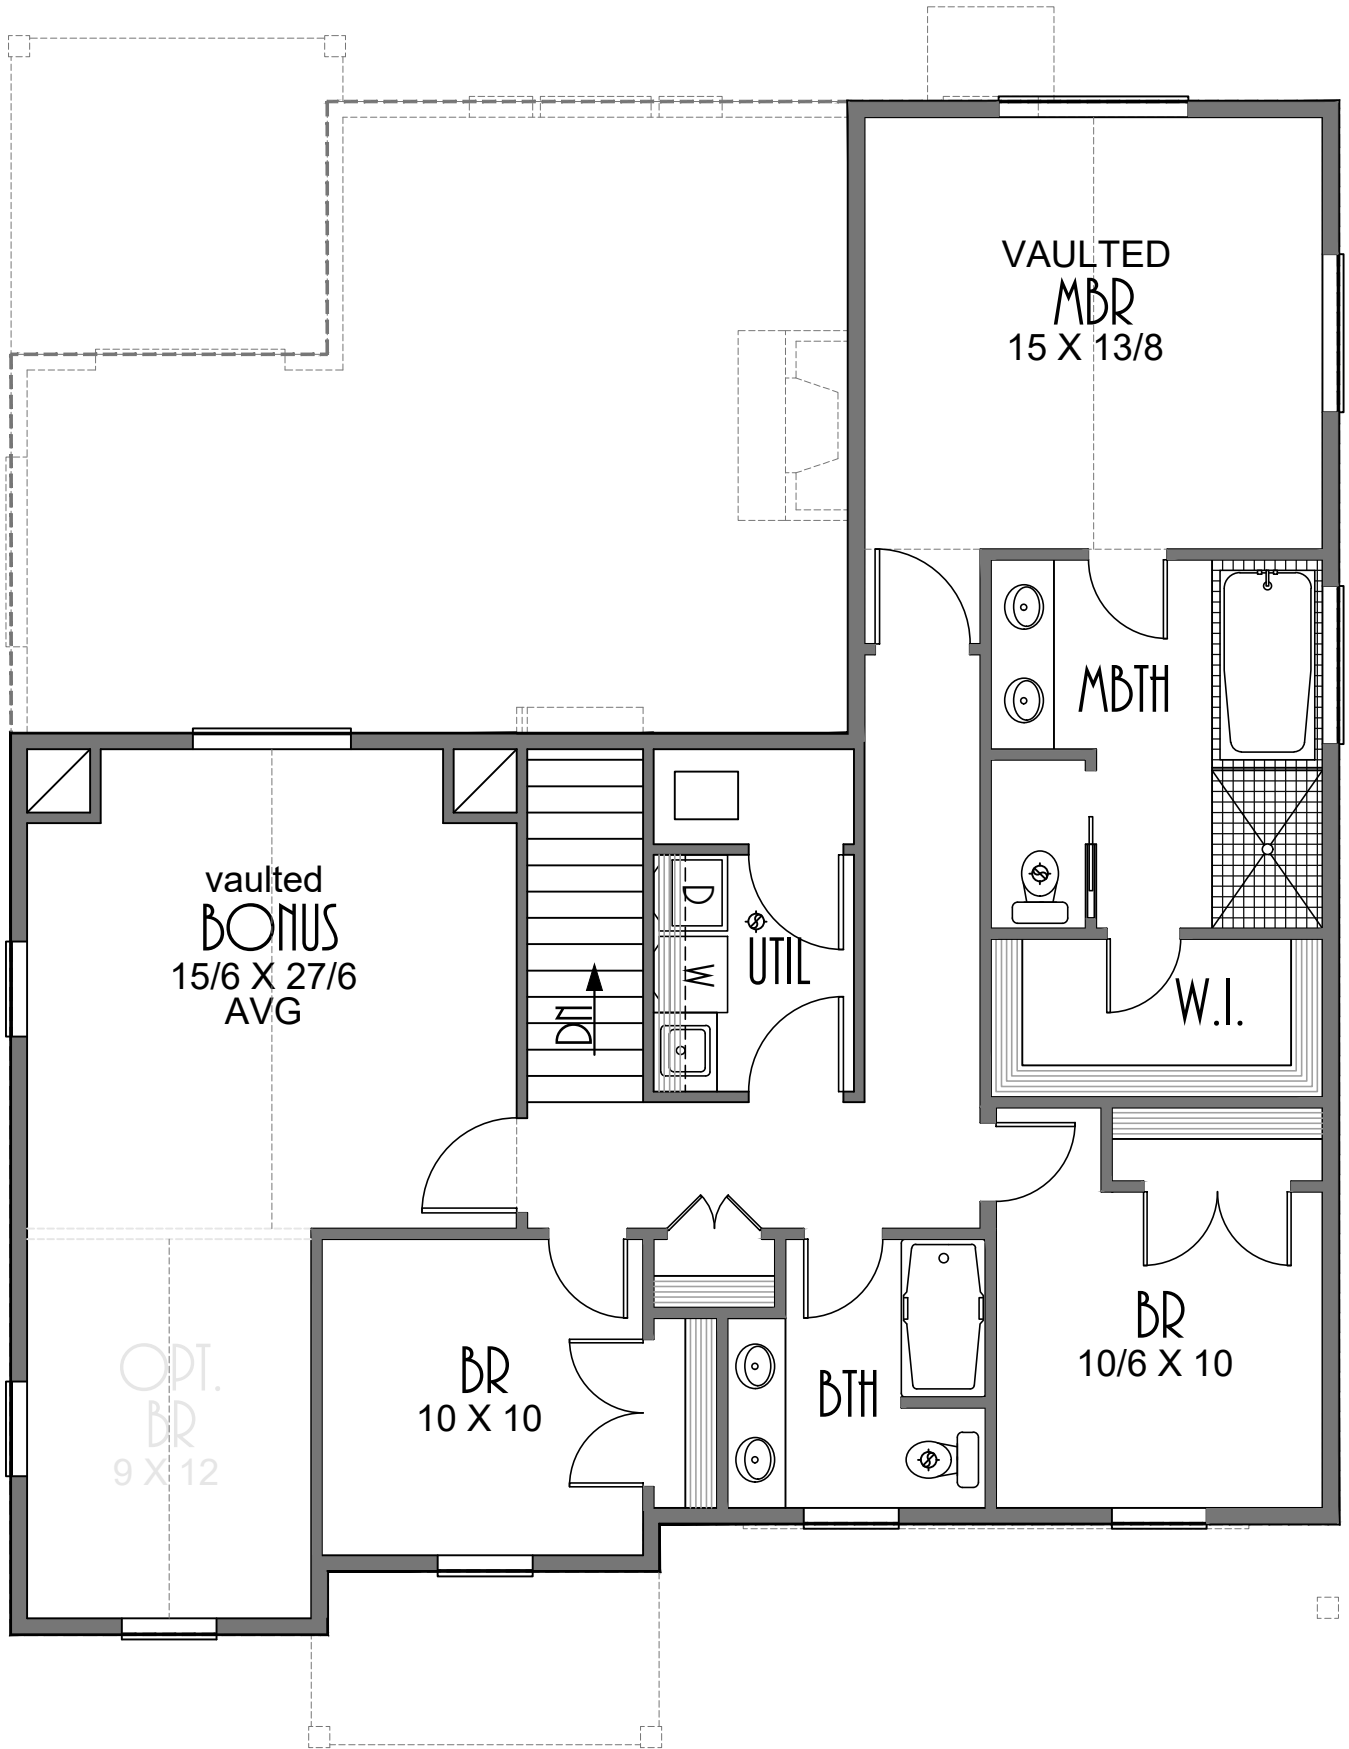 VAULTED
MBR
15 X 13/8
MBTH
vaulted
BONUS
15/6 X 27/6
AVG
D
UTIL
W
DN
W.I.
BR
10/6 X 10
OPT.
BR
9 X 12
BR
10 X 10
BTH